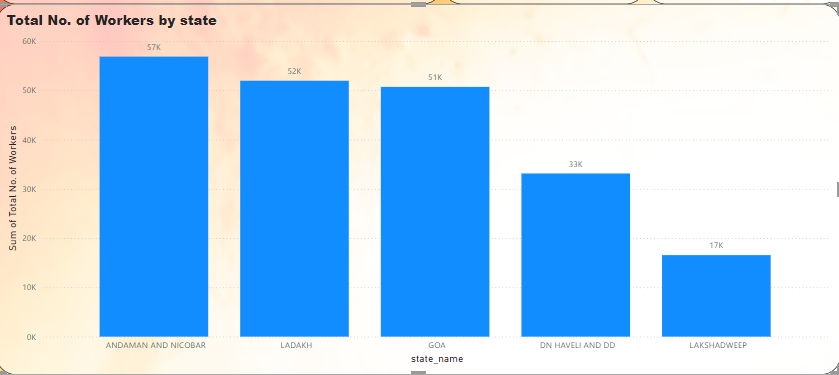 Total No. of Workers by state
60K
50K
40K
30K
20K
10K
0K
Sum of Total No. of Workers
57K
52K
51K
33K
17K
ANDAMAN AND NICOBAR
LADAKH
GOA
DN HAVELI AND DD
LAKSHADWEEP
state_name